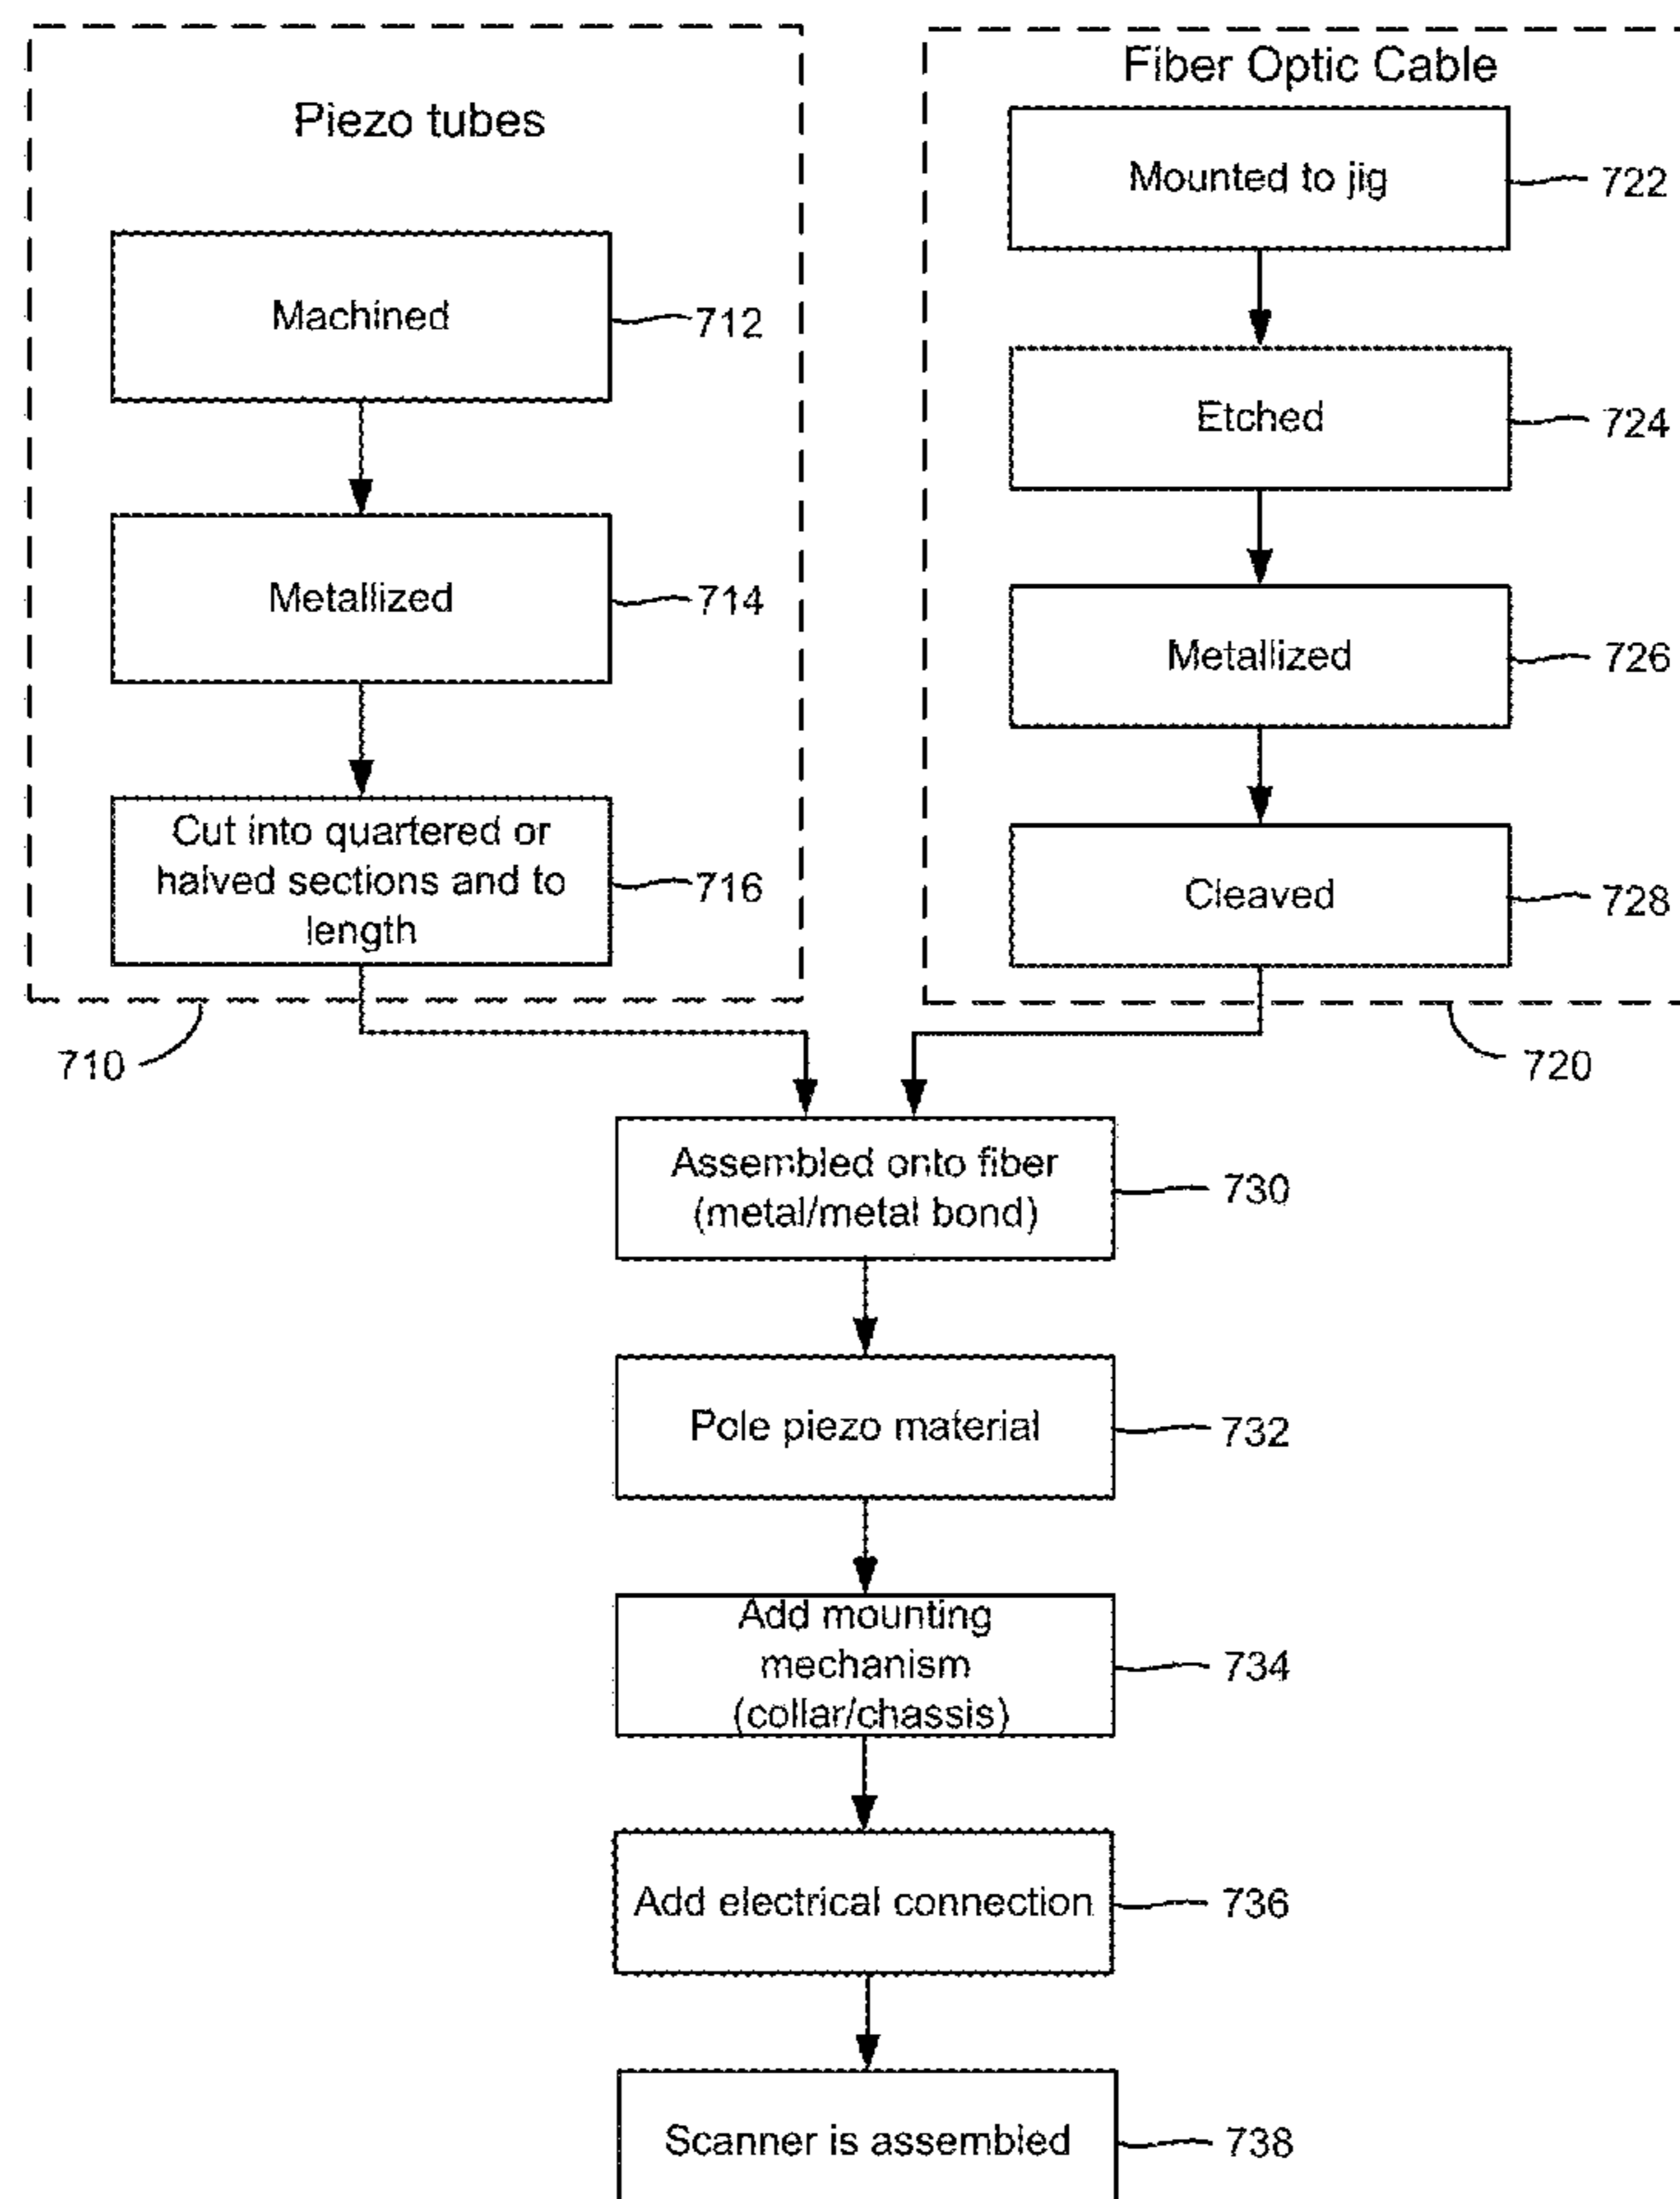 Piezo tubes
Machined
712
Metallized
714
Cut into quartered or
halved sections and to
length
716
710
Fiber Optic Cable
Mounted to jig
722
Etched
724
Metallized
726
Cleaved
728
720
Assembled onto fiber
(metal/metal bond)
730
Pole piezo material
732
Add mounting
mechanism
(collar/chassis)
734
Add electrical connection
736
Scanner is assembled
738